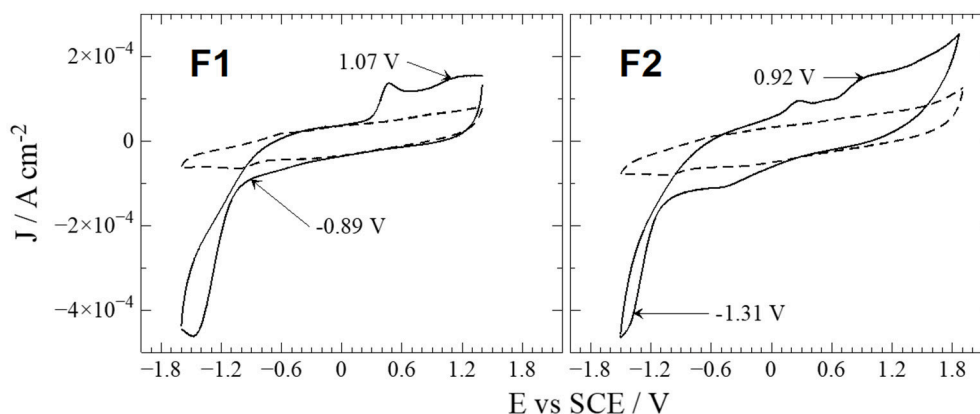 F1
F2
1.07 V
0.92 V
-0.89 V
-1.31 V
J / A cm-2
2×10-4
0
−2×10-4
−4×10-4
−1.8 −1.2 −0.6 0 0.6 1.2 1.8
−1.8 −1.2 −0.6 0 0.6 1.2 1.8
E vs SCE / V